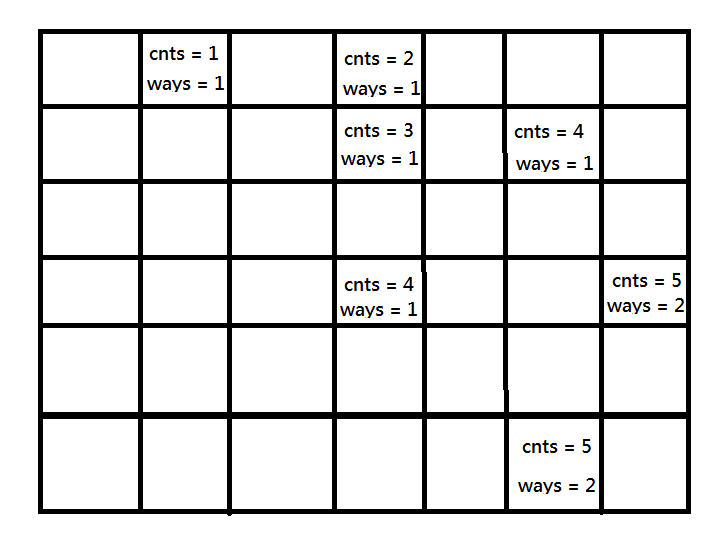 cnts = 1
ways = 1
cnts = 2
ways = 1
cnts = 3
ways = 1
cnts = 4
ways = 1
cnts = 4
ways = 1
cnts = 5
ways = 2
cnts = 5
ways = 2